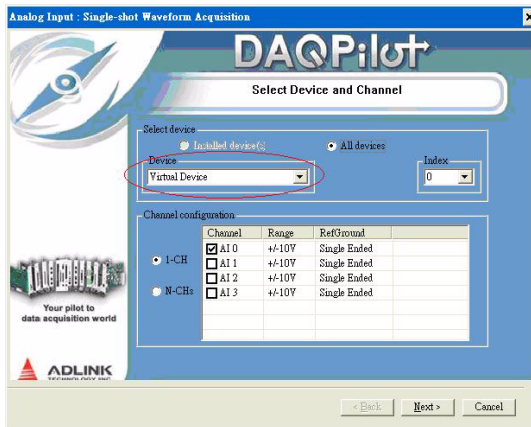 Analog Input : Single-shot Waveform Acquisition
DAQPilot
Select Device and Channel
Select device
Installed device(s)
All devices
Device
Virtual Device
Index
0
Channel configuration
1-CH
N-CHs
Channel Range RefGround
AI 0 +/-10V Single Ended
AI 1 +/-10V Single Ended
AI 2 +/-10V Single Ended
AI 3 +/-10V Single Ended
Your pilot to
data acquisition world
ADLINK
TECHNOLOGY INC.
< Back
Next >
Cancel